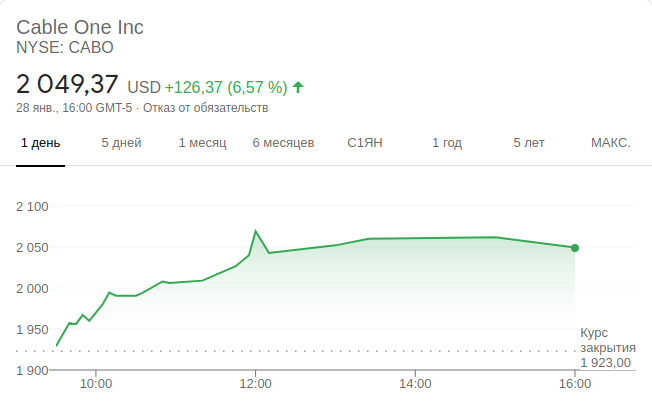 Cable One Inc
NYSE: CABO
2 049,37 USD +126,37 (6,57 %)
28 янв., 16:00 GMT-5 · Отказ от обязательств
1 день 5 дней 1 месяц 6 месяцев С1ЯН 1 год 5 лет МАКС.
2 100
2 050
2 000
1 950
1 900
Курс
закрытия
1 923,00
10:00 12:00 14:00 16:00